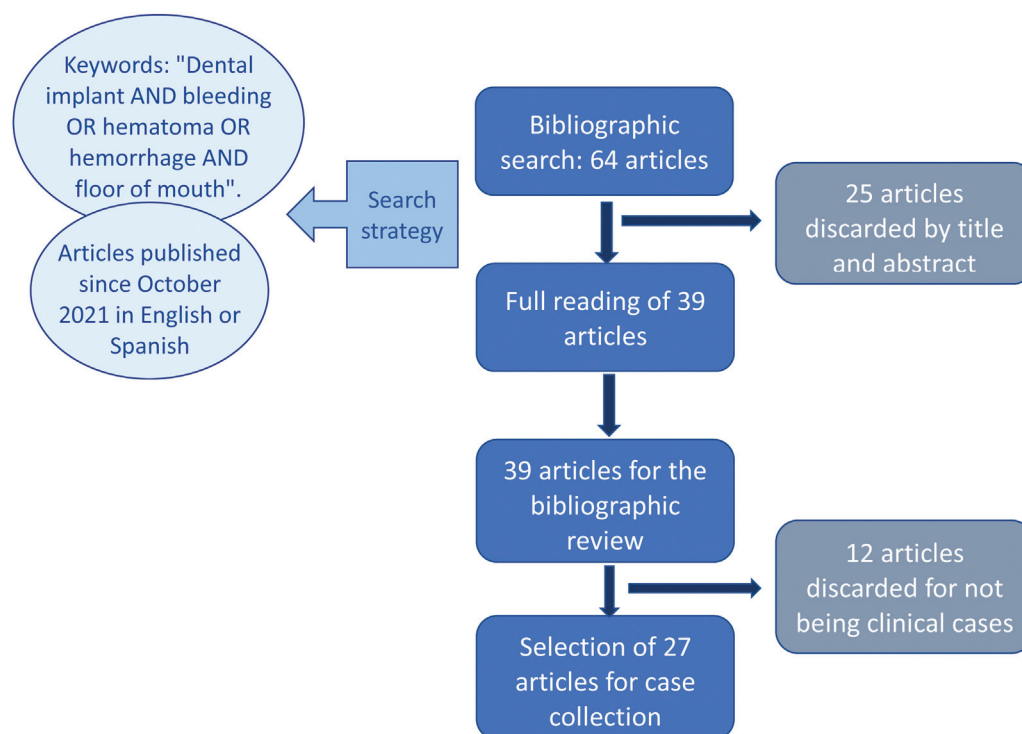 Keywords: "Dental
implant AND bleeding
OR hematoma OR
hemorrhage AND
floor of mouth".
Articles published
since October
2021 in English or
Spanish
Search
strategy
Bibliographic
search: 64 articles
25 articles
discarded by title
and abstract
Full reading of 39
articles
39 articles for the
bibliographic
review
12 articles
discarded for not
being clinical cases
Selection of 27
articles for case
collection